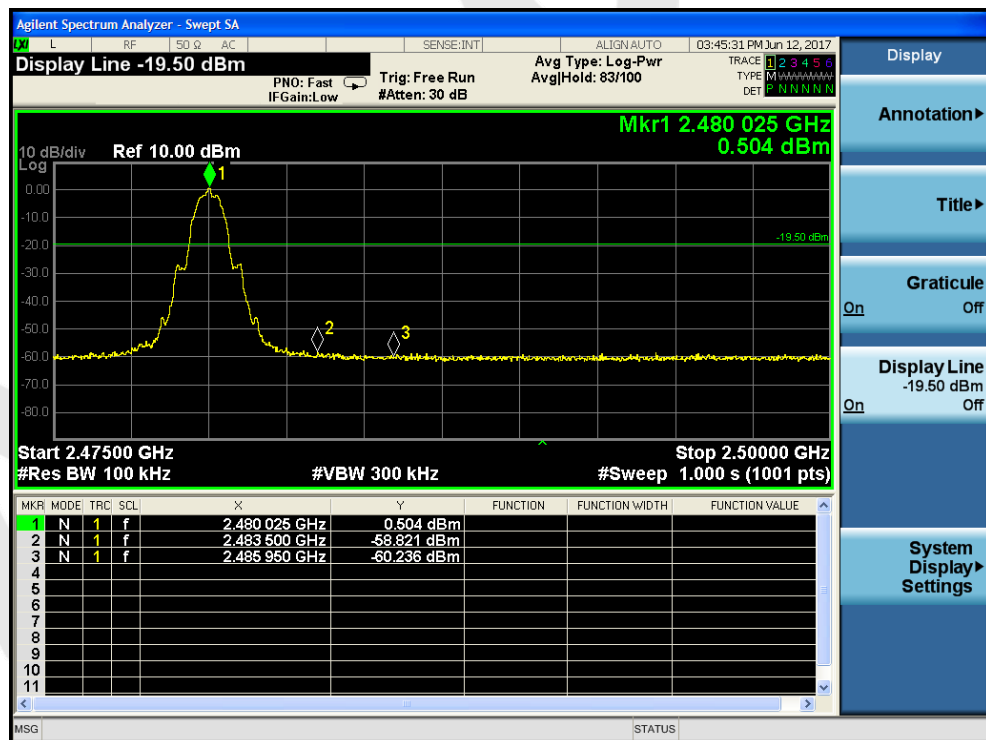 Agilent Spectrum Analyzer - Swept SA
LXI L RF 50 Ω AC SENSE:INT ALIGN AUTO 03:45:31 PM Jun 12, 2017
Display Line -19.50 dBm
PNO: Fast
IFGain:Low
Trig: Free Run
#Atten: 30 dB
Avg Type: Log-Pwr
Avg|Hold: 83/100
TRACE 1 2 3 4 5 6
TYPE MWWWWW
DET P N N N N N
Mkr1 2.480 025 GHz
0.504 dBm
10 dB/div Ref 10.00 dBm
Log
1
0.00
-10.0
-20.0
-19.50 dBm
-30.0
-40.0
-50.0
2
3
-60.0
-70.0
-80.0
Start 2.47500 GHz Stop 2.50000 GHz
#Res BW 100 kHz #VBW 300 kHz #Sweep 1.000 s (1001 pts)
MKR MODE TRC SCL X Y FUNCTION FUNCTION WIDTH FUNCTION VALUE
1 N 1 f 2.480 025 GHz 0.504 dBm
2 N 1 f 2.483 500 GHz -58.821 dBm
3 N 1 f 2.485 950 GHz -60.236 dBm
4
5
6
7
8
9
10
11
MSG STATUS
Display
Annotation
Title
Graticule
On Off
Display Line
-19.50 dBm
On Off
System
Display
Settings